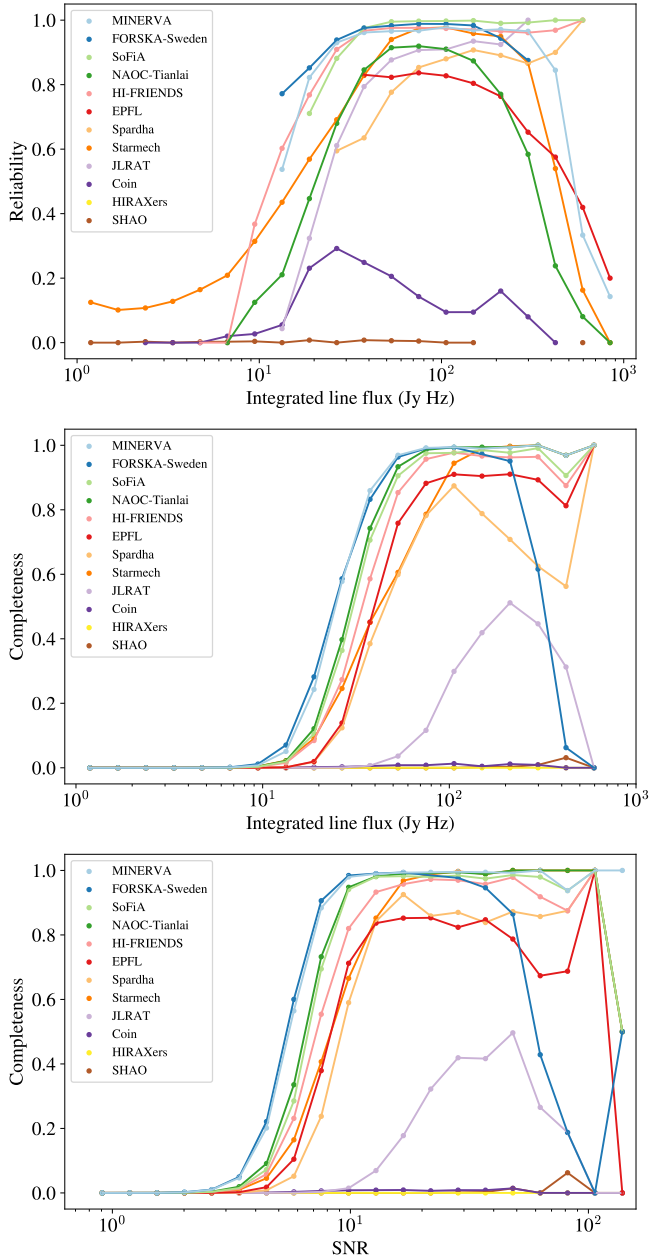 1.0
0.8
0.6
0.4
0.2
0.0
Reliability
MINERVA
FORSKA-Sweden
SoFiA
NAOC-Tianlai
HI-FRIENDS
EPFL
Spardha
Starmech
JLRAT
Coin
HIRAXers
SHAO
10^0 10^1 10^2 10^3
Integrated line flux (Jy Hz)
1.0
0.8
0.6
0.4
0.2
0.0
Completeness
MINERVA
FORSKA-Sweden
SoFiA
NAOC-Tianlai
HI-FRIENDS
EPFL
Spardha
Starmech
JLRAT
Coin
HIRAXers
SHAO
10^0 10^1 10^2 10^3
Integrated line flux (Jy Hz)
1.0
0.8
0.6
0.4
0.2
0.0
Completeness
MINERVA
FORSKA-Sweden
SoFiA
NAOC-Tianlai
HI-FRIENDS
EPFL
Spardha
Starmech
JLRAT
Coin
HIRAXers
SHAO
10^0 10^1 10^2
SNR